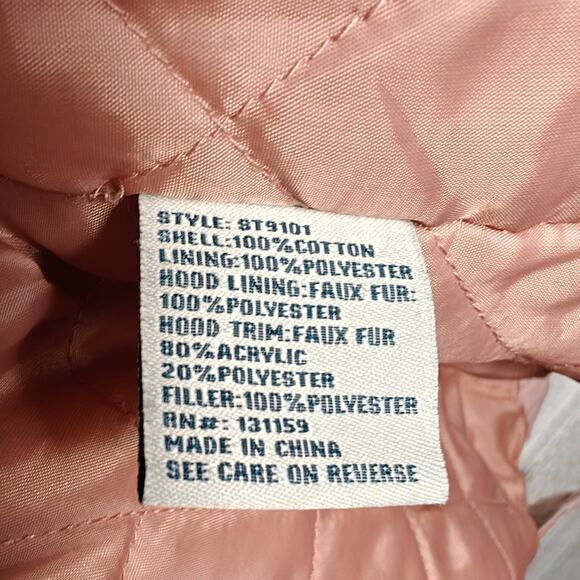 STYLE: ST9101
SHELL:100%COTTON
LINING:100%POLYESTER
HOOD LINING:FAUX FUR:
100%POLYESTER
HOOD TRIM:FAUX FUR
80%ACRYLIC
20%POLYESTER
FILLER:100%POLYESTER
RN#: 131159
MADE IN CHINA
SEE CARE ON REVERSE